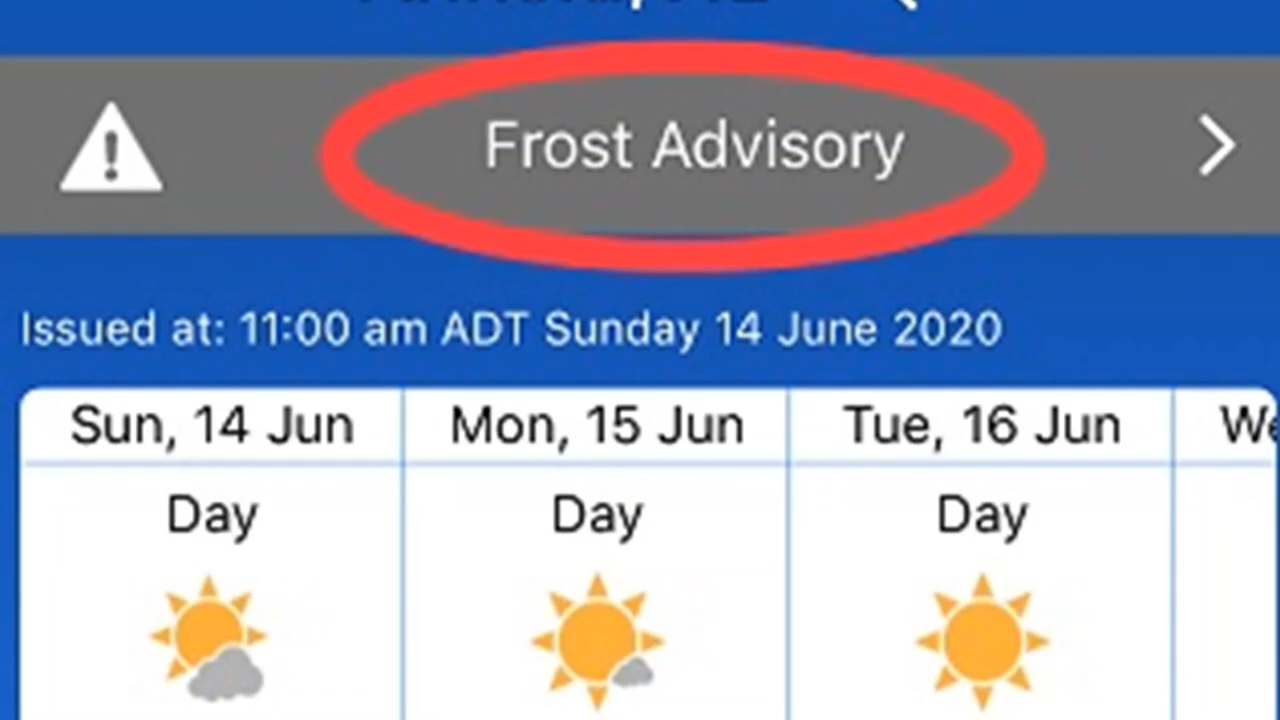 Frost Advisory
Issued at: 11:00 am ADT Sunday 14 June 2020
Sun, 14 Jun
Mon, 15 Jun
Tue, 16 Jun
Day
Day
Day